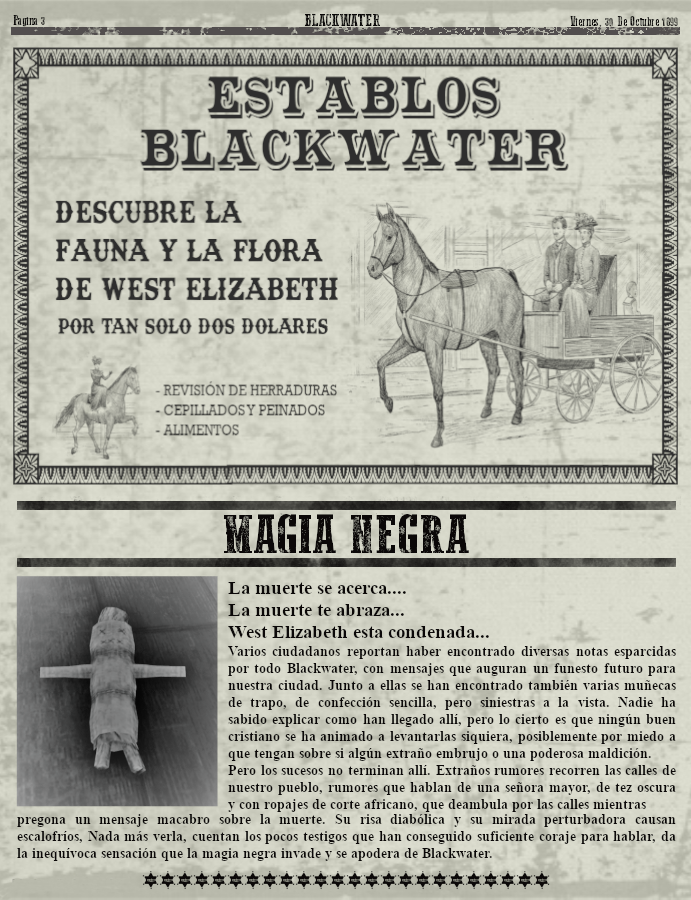 Pagina 3
BLACKWATER
Viernes, 30 De Octubre 1899
ESTABLOS
BLACKWATER
DESCUBRE LA
FAUNA Y LA FLORA
DE WEST ELIZABETH
POR TAN SOLO DOS DOLARES
- REVISIÓN DE HERRADURAS
- CEPILLADOS Y PEINADOS
- ALIMENTOS
MAGIA NEGRA
La muerte se acerca....
La muerte te abraza...
West Elizabeth esta condenada...
Varios ciudadanos reportan haber encontrado diversas notas esparcidas
por todo Blackwater, con mensajes que auguran un funesto futuro para
nuestra ciudad. Junto a ellas se han encontrado también varias muñecas
de trapo, de confección sencilla, pero siniestras a la vista. Nadie ha
sabido explicar como han llegado allí, pero lo cierto es que ningún buen
cristiano se ha animado a levantarlas siquiera, posiblemente por miedo a
que tengan sobre si algún extraño embrujo o una poderosa maldición.
Pero los sucesos no terminan allí. Extraños rumores recorren las calles de
nuestro pueblo, rumores que hablan de una señora mayor, de tez oscura
y con ropajes de corte africano, que deambula por las calles mientras
pregona un mensaje macabro sobre la muerte. Su risa diabólica y su mirada perturbadora causan
escalofríos, Nada más verla, cuentan los pocos testigos que han conseguido suficiente coraje para hablar, da
la inequívoca sensación que la magia negra invade y se apodera de Blackwater.